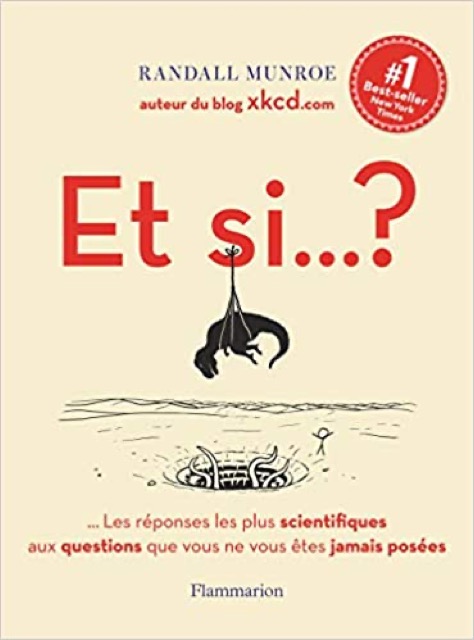 RANDALL MUNROE
auteur du blog xkcd.com
#1
Best-seller
New York
Times
Et si...?
... Les réponses les plus scientifiques
aux questions que vous ne vous êtes jamais posées
Flammarion